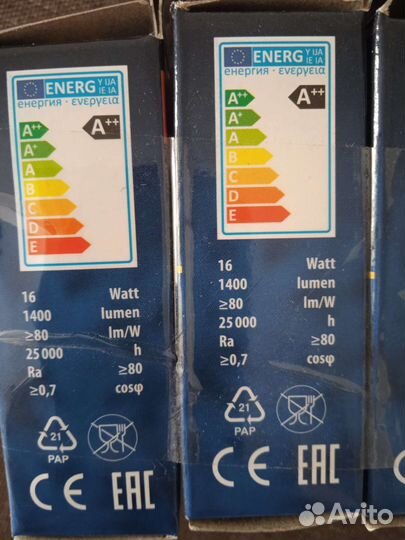 ENERG Y IJA
IE IA
енергия · ενεργεια
A++
A+
A
B
C
D
E
A++
16 Watt
1400 lumen
≥80 lm/W
25 000 h
Ra ≥80
≥0,7 cosφ
21
PAP
CE EAC
ENERG Y IJA
IE IA
енергия · ενεργεια
A++
A+
A
B
C
D
E
A++
16 Watt
1400 lumen
≥80 lm/W
25 000 h
Ra ≥80
≥0,7 cosφ
21
PAP
CE EAC
Avito